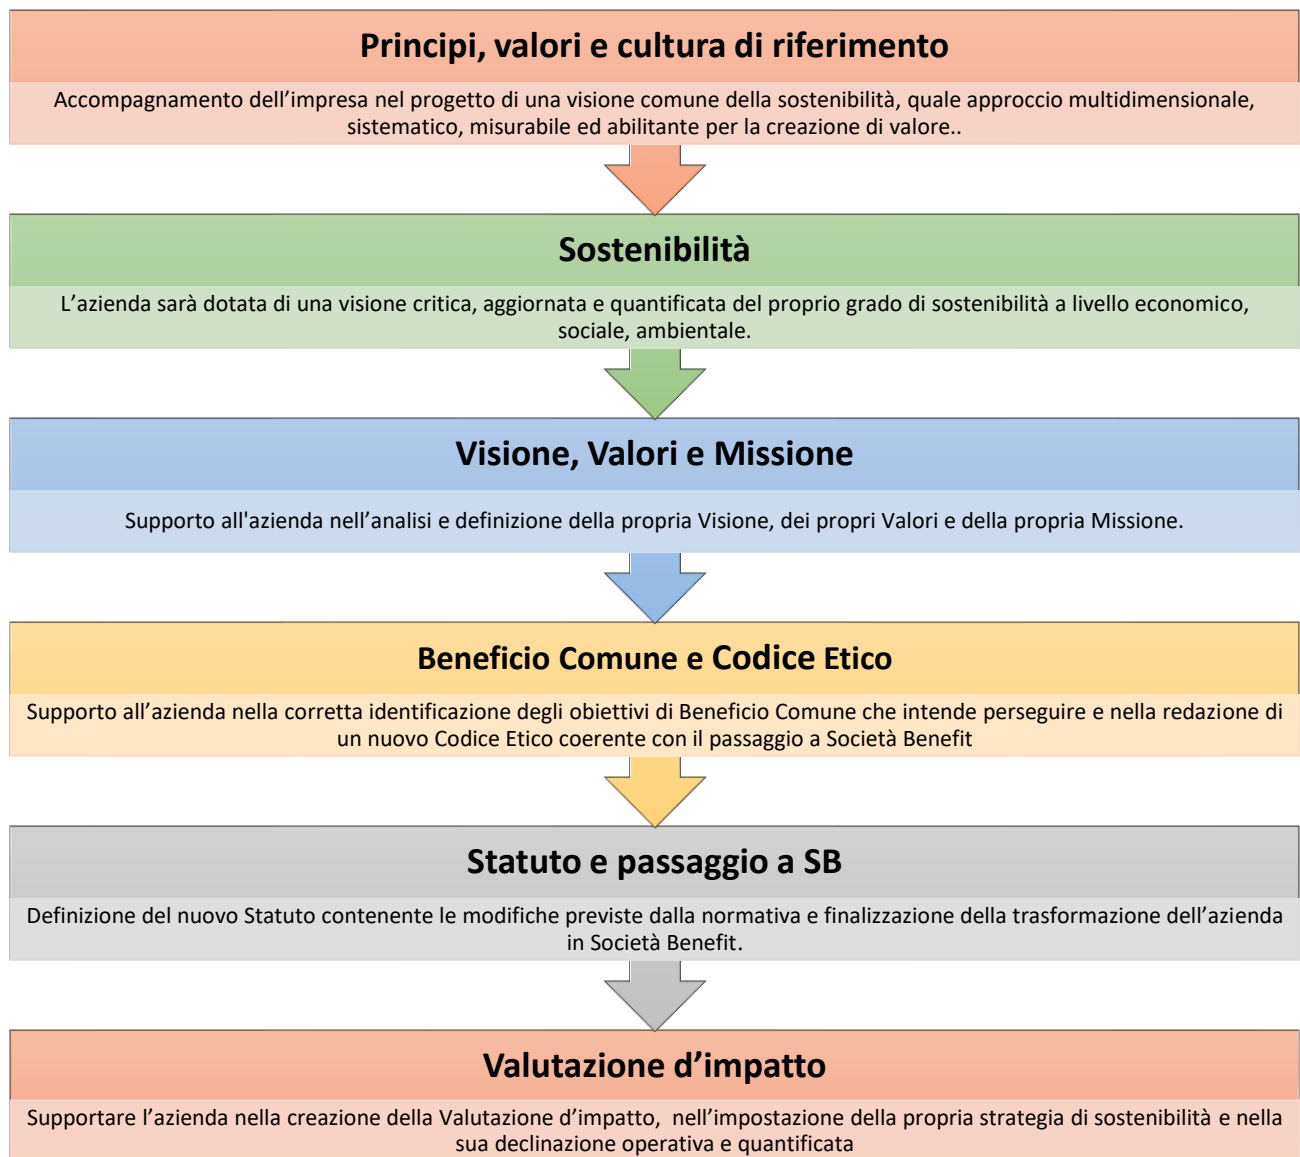 Principi, valori e cultura di riferimento
Accompagnamento dell’impresa nel progetto di una visione comune della sostenibilità, quale approccio multidimensionale,
sistematico, misurabile ed abilitante per la creazione di valore..
Sostenibilità
L’azienda sarà dotata di una visione critica, aggiornata e quantificata del proprio grado di sostenibilità a livello economico,
sociale, ambientale.
Visione, Valori e Missione
Supporto all'azienda nell’analisi e definizione della propria Visione, dei propri Valori e della propria Missione.
Beneficio Comune e Codice Etico
Supporto all’azienda nella corretta identificazione degli obiettivi di Beneficio Comune che intende perseguire e nella redazione di
un nuovo Codice Etico coerente con il passaggio a Società Benefit
Statuto e passaggio a SB
Definizione del nuovo Statuto contenente le modifiche previste dalla normativa e finalizzazione della trasformazione dell’azienda
in Società Benefit.
Valutazione d’impatto
Supportare l’azienda nella creazione della Valutazione d’impatto, nell’impostazione della propria strategia di sostenibilità e nella
sua declinazione operativa e quantificata